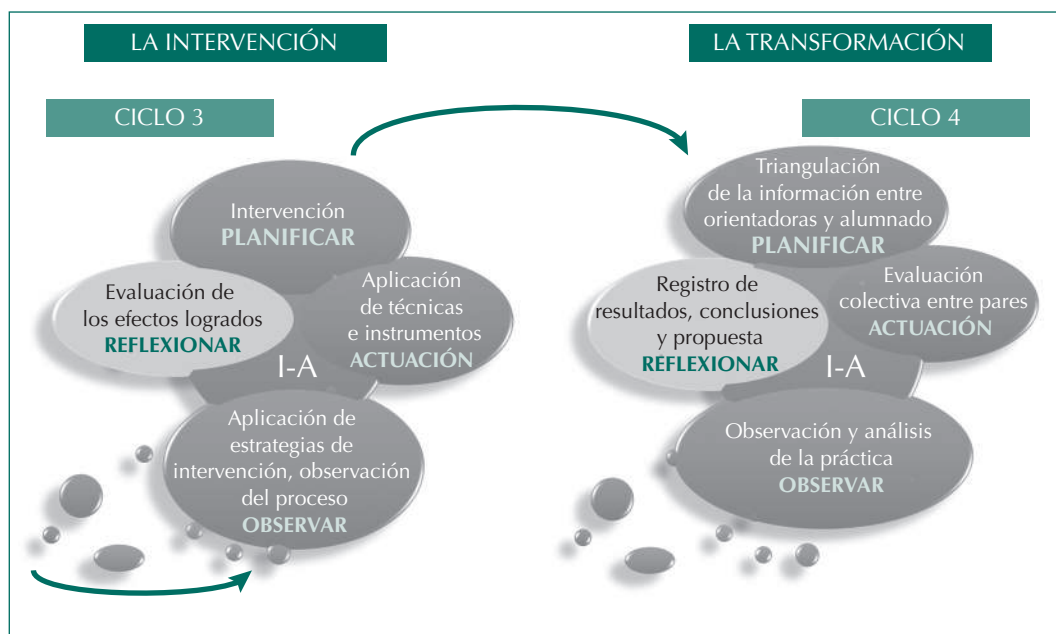 LA INTERVENCIÓN
CICLO 3
Intervención
PLANIFICAR
Aplicación
de técnicas
e instrumentos
ACTUACIÓN
Aplicación de
estrategias de
intervención, observación
del proceso
OBSERVAR
Evaluación de
los efectos logrados
REFLEXIONAR
I-A
LA TRANSFORMACIÓN
CICLO 4
Triangulación
de la información entre
orientadoras y alumnado
PLANIFICAR
Evaluación
colectiva entre pares
ACTUACIÓN
Observación y análisis
de la práctica
OBSERVAR
Registro de
resultados, conclusiones
y propuesta
REFLEXIONAR
I-A